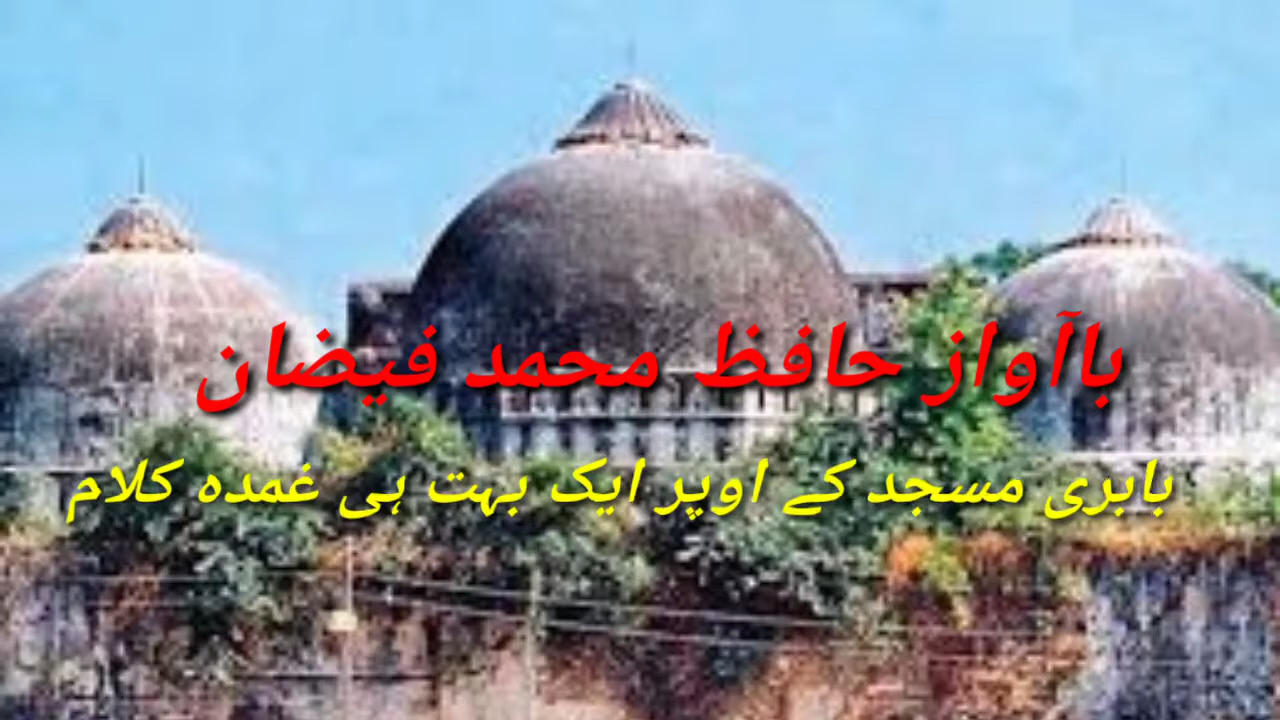 باآواز حافظ محمد فیضان
بابری مسجد کے اوپر ایک بہت ہی غمدہ کلام